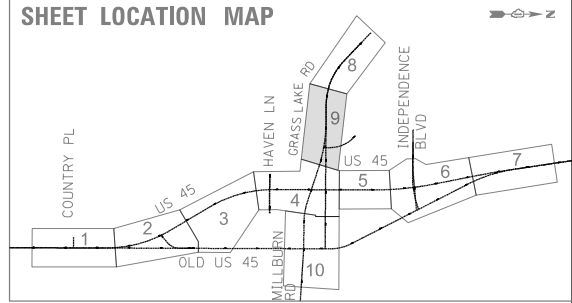 SHEET LOCATION MAP
Z
8
GRASS LAKE RD
9
INDEPENDENCE
BLVD
HAVEN LN
US 45
COUNTRY PL
US 45
5
6
7
4
3
2
1
OLD US 45
MILLBURN
RD
10